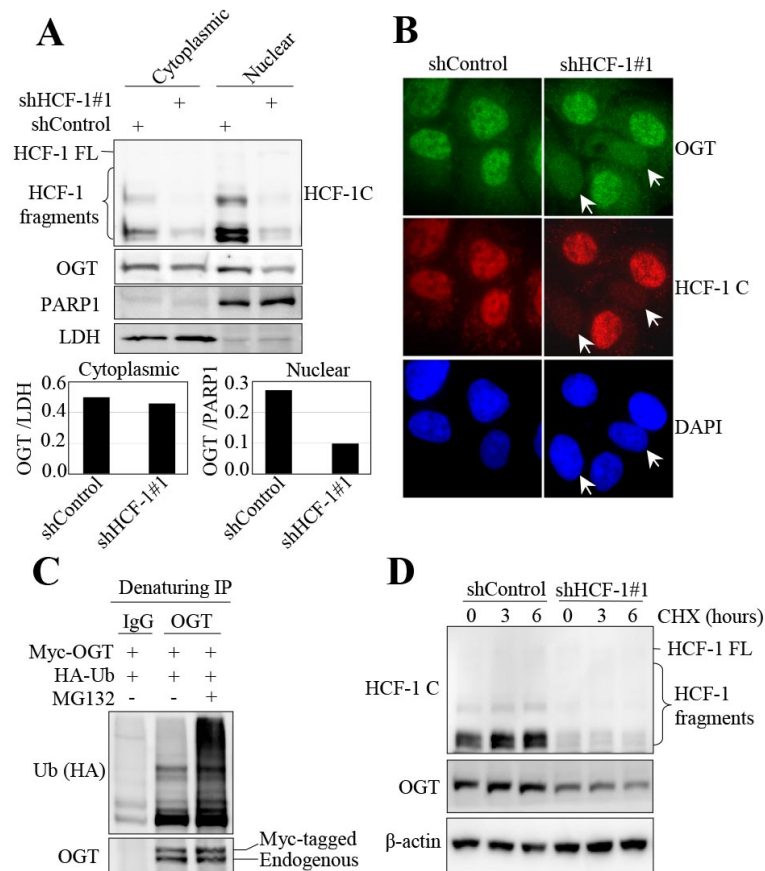 A
Cytoplasmic
Nuclear
shHCF-1#1 + +
shControl + +
HCF-1 FL
HCF-1
fragments
HCF-1C
OGT
PARP1
LDH
Cytoplasmic
OGT /LDH
0.6
0.4
0.2
0.0
shControl
shHCF-1#1
Nuclear
OGT /PARP1
0.3
0.2
0.1
0.0
shControl
shHCF-1#1
B
shControl shHCF-1#1
OGT
HCF-1 C
DAPI
C
Denaturing IP
IgG OGT
Myc-OGT + + +
HA-Ub + + +
MG132 - - +
Ub (HA)
OGT
Myc-tagged
Endogenous
D
shControl shHCF-1#1
0 3 6 0 3 6 CHX (hours)
HCF-1 FL
HCF-1 C
HCF-1
fragments
OGT
β-actin